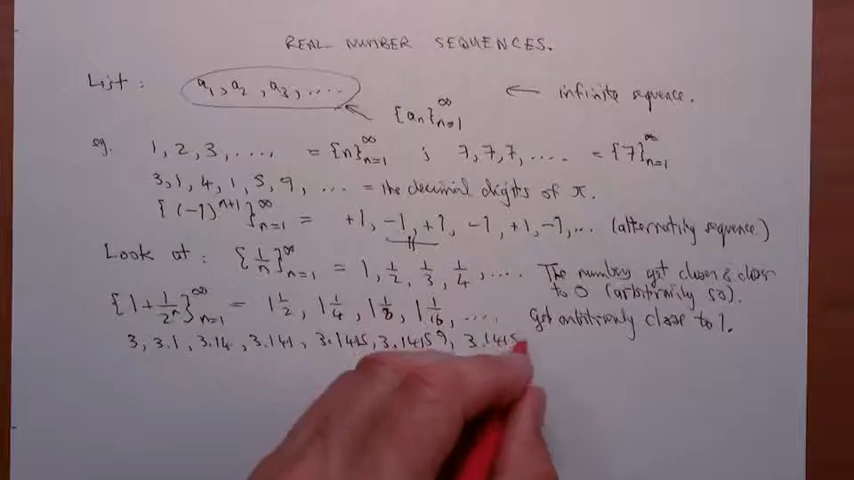 REAL NUMBER SEQUENCES.
List: a₁, a₂, a₃, .... ← infinite sequence.
{aₙ}ₙ₌₁^∞
eg. 1, 2, 3, .... = {n}ₙ₌₁^∞ ; 7, 7, 7, .... = {7}ₙ₌₁^∞
3, 1, 4, 1, 5, 9, ... = the decimal digits of π.
{(-1)^{n+1}}ₙ₌₁^∞ = +1, -1, +1, -1, +1, -1, ... (alternating sequence)
Look at: {1/n}ₙ₌₁^∞ = 1, 1/2, 1/3, 1/4, .... The numbers get closer & closer
to 0 (arbitrarily so).
{1+1/2ⁿ}ₙ₌₁^∞ = 1 1/2, 1 1/4, 1 1/8, 1 1/16, .... Get arbitrarily close to 1.
3, 3.1, 3.14, 3.141, 3.1415, 3.14159, 3.1415